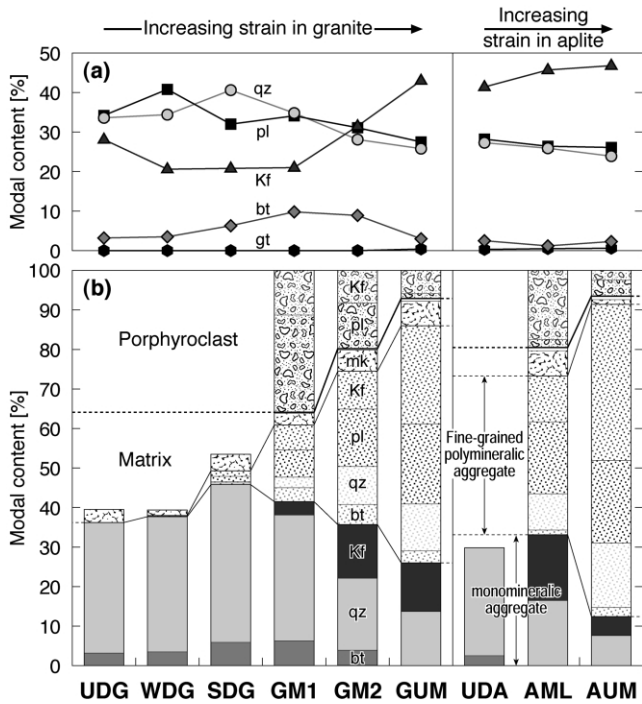 Increasing strain in granite
Increasing
strain in aplite
Modal content [%]
50
40
30
20
10
0
(a)
qz
pl
Kf
bt
gt
Modal content [%]
100
90
80
70
60
50
40
30
20
10
0
(b)
Porphyroclast
Matrix
Kf
pl
mk
Kf
pl
qz
bt
Kf
qz
bt
Fine-grained
polymineralic
aggregate
monomineralic
aggregate
UDG WDG SDG GM1 GM2 GUM UDA AML AUM